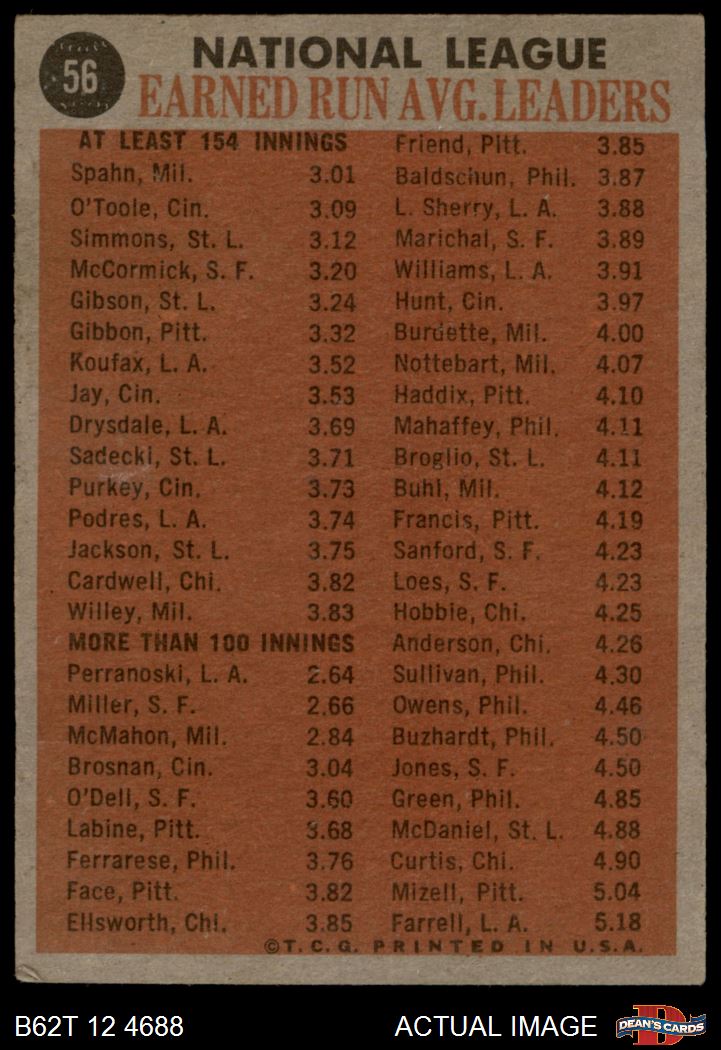 56
NATIONAL LEAGUE
EARNED RUN AVG. LEADERS
AT LEAST 154 INNINGS
Spahn, Mil. 3.01
O'Toole, Cin. 3.09
Simmons, St. L. 3.12
McCormick, S. F. 3.20
Gibson, St. L. 3.24
Gibbon, Pitt. 3.32
Koufax, L. A. 3.52
Jay, Cin. 3.53
Drysdale, L. A. 3.69
Sadecki, St. L. 3.71
Purkey, Cin. 3.73
Podres, L. A. 3.74
Jackson, St. L. 3.75
Cardwell, Chi. 3.82
Willey, Mil. 3.83
MORE THAN 100 INNINGS
Perranoski, L. A. 2.64
Miller, S. F. 2.66
McMahon, Mil. 2.84
Brosnan, Cin. 3.04
O'Dell, S. F. 3.60
Labine, Pitt. 3.68
Ferrarese, Phil. 3.76
Face, Pitt. 3.82
Ellsworth, Chi. 3.85
Friend, Pitt. 3.85
Baldschun, Phil. 3.87
L. Sherry, L. A. 3.88
Marichal, S. F. 3.89
Williams, L. A. 3.91
Hunt, Cin. 3.97
Burdette, Mil. 4.00
Nottebart, Mil. 4.07
Haddix, Pitt. 4.10
Mahaffey, Phil. 4.11
Broglio, St. L. 4.11
Buhl, Mil. 4.12
Francis, Pitt. 4.19
Sanford, S. F. 4.23
Loes, S. F. 4.23
Hobbie, Chi. 4.25
Anderson, Chi. 4.26
Sullivan, Phil. 4.30
Owens, Phil. 4.46
Buzhardt, Phil. 4.50
Jones, S. F. 4.50
Green, Phil. 4.85
McDaniel, St. L. 4.88
Curtis, Chi. 4.90
Mizell, Pitt. 5.04
Farrell, L. A. 5.18
©T. C. G. PRINTED IN U.S.A.
B62T 12 4688
ACTUAL IMAGE
D
DEAN'S CARDS